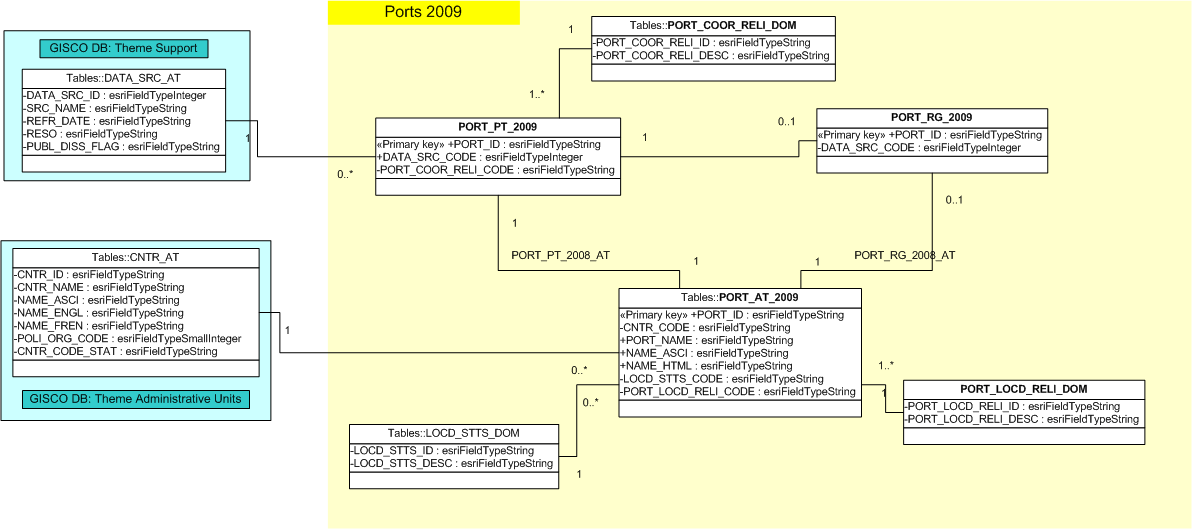 Ports 2009
GISCO DB: Theme Support
Tables::DATA_SRC_AT
-DATA_SRC_ID : esriFieldTypeInteger
-SRC_NAME : esriFieldTypeString
-REFR_DATE : esriFieldTypeString
-RESO : esriFieldTypeString
-PUBL_DISS_FLAG : esriFieldTypeString
1
0..*
Tables::PORT_COOR_RELI_DOM
-PORT_COOR_RELI_ID : esriFieldTypeString
-PORT_COOR_RELI_DESC : esriFieldTypeString
1
1..*
PORT_PT_2009
«Primary key» +PORT_ID : esriFieldTypeString
+DATA_SRC_CODE : esriFieldTypeInteger
-PORT_COOR_RELI_CODE : esriFieldTypeString
1
0..1
PORT_RG_2009
«Primary key» +PORT_ID : esriFieldTypeString
-DATA_SRC_CODE : esriFieldTypeInteger
0..1
1
PORT_PT_2008_AT
1
PORT_RG_2008_AT
1
Tables::CNTR_AT
-CNTR_ID : esriFieldTypeString
-CNTR_NAME : esriFieldTypeString
-NAME_ASCI : esriFieldTypeString
-NAME_ENGL : esriFieldTypeString
-NAME_FREN : esriFieldTypeString
-POLI_ORG_CODE : esriFieldTypeSmallInteger
-CNTR_CODE_STAT : esriFieldTypeString
GISCO DB: Theme Administrative Units
1
0..*
Tables::PORT_AT_2009
«Primary key» +PORT_ID : esriFieldTypeString
-CNTR_CODE : esriFieldTypeString
+PORT_NAME : esriFieldTypeString
+NAME_ASCI : esriFieldTypeString
+NAME_HTML : esriFieldTypeString
-LOCD_STTS_CODE : esriFieldTypeString
-PORT_LOCD_RELI_CODE : esriFieldTypeString
1..*
1
PORT_LOCD_RELI_DOM
-PORT_LOCD_RELI_ID : esriFieldTypeString
-PORT_LOCD_RELI_DESC : esriFieldTypeString
0..*
Tables::LOCD_STTS_DOM
-LOCD_STTS_ID : esriFieldTypeString
-LOCD_STTS_DESC : esriFieldTypeString
1